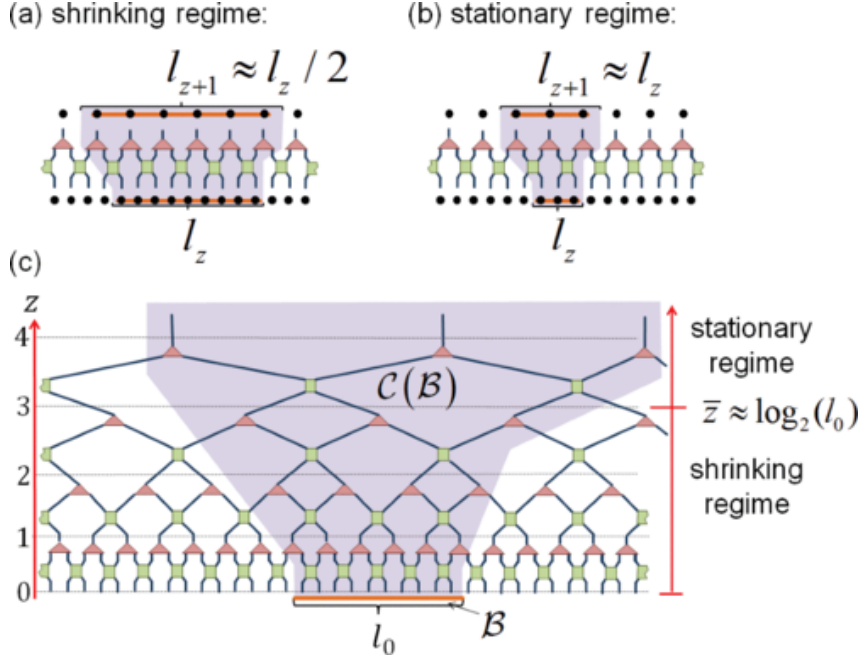 (a) shrinking regime:
(b) stationary regime:
l_{z+1} ≈ l_z / 2
l_{z+1} ≈ l_z
l_z
l_z
(c)
z
4
3
2
1
0
C(B)
stationary
regime
z̅ ≈ log₂(l₀)
shrinking
regime
l₀
B